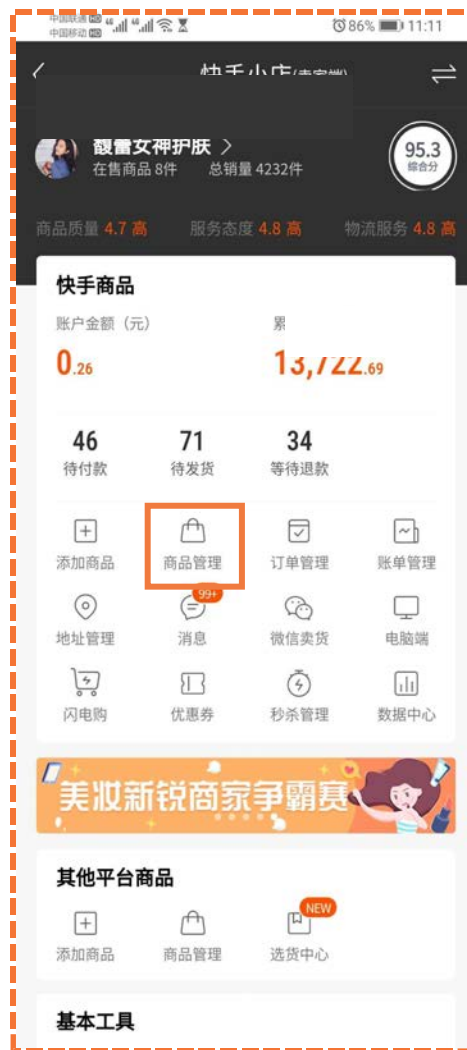 中国联通 HD
中国移动 HD 86% 11:11
快手小店(卖家端)
馥蕾女神护肤
在售商品 8件 总销量 4232件
95.3
综合分
商品质量 4.7 高 服务态度 4.8 高 物流服务 4.8 高
快手商品
账户金额（元） 累
0.26 13,722.69
46 71 34
待付款 待发货 等待退款
添加商品 商品管理 订单管理 账单管理
99+
地址管理 消息 微信卖货 电脑端
闪电购 优惠券 秒杀管理 数据中心
美妆新锐商家争霸赛
其他平台商品
NEW
添加商品 商品管理 选货中心
基本工具